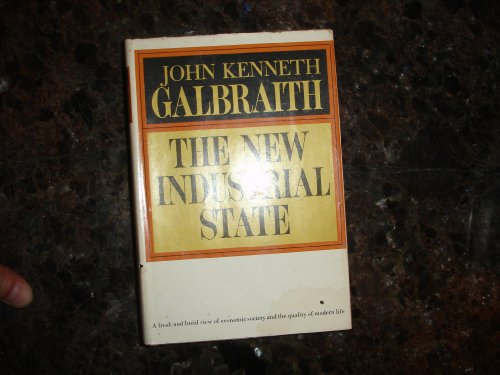 JOHN KENNETH
GALBRAITH
THE NEW
INDUSTRIAL
STATE
A fresh and lucid view of economic society and the quality of modern life.